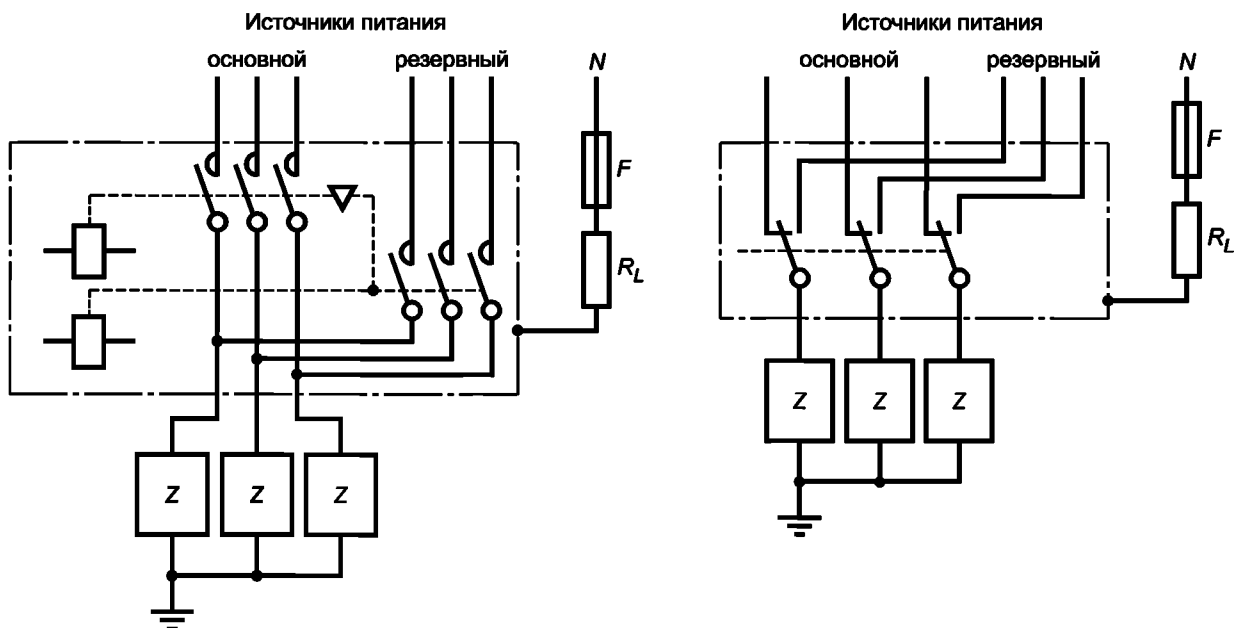 Источники питания
основной резервный N
F
R_L
Z Z Z
Источники питания
основной резервный N
F
R_L
Z Z Z